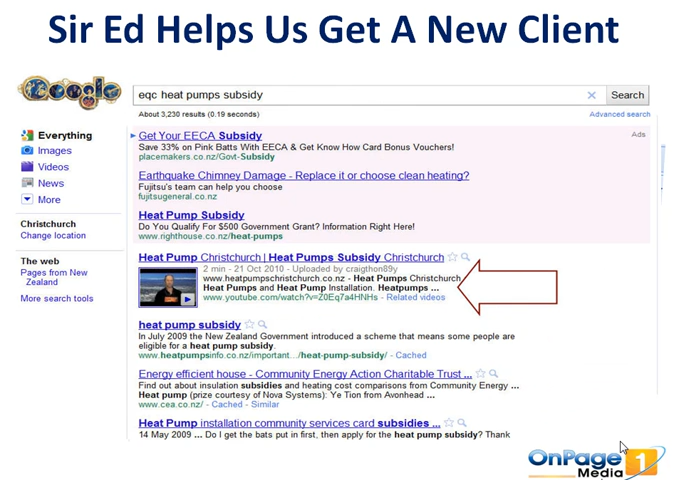 Sir Ed Helps Us Get A New Client
Google
eqc heat pumps subsidy
Search
About 3,230 results (0.19 seconds)
Advanced search
Everything
Images
Videos
News
More
Christchurch
Change location
The web
Pages from New
Zealand
More search tools
Get Your EECA Subsidy
Ads
Save 33% on Pink Batts With EECA & Get Know How Card Bonus Vouchers!
placemakers.co.nz/Govt-Subsidy
Earthquake Chimney Damage - Replace it or choose clean heating?
Fujitsu's team can help you choose
fujitsugeneral.co.nz
Heat Pump Subsidy
Do You Qualify For $500 Government Grant? Information Right Here!
www.righthouse.co.nz/heat-pumps
Heat Pump Christchurch | Heat Pumps Subsidy Christchurch
2 min - 21 Oct 2010 - Uploaded by craigthon89y
www.heatpumpschristchurch.co.nz - Heat Pumps Christchurch
Heat Pumps and Heat Pump Installation. Heatpumps ...
www.youtube.com/watch?v=Z0Eq7a4HNHs - Related videos
heat pump subsidy
In July 2009 the New Zealand Government introduced a scheme that means some people are
eligible for a heat pump subsidy.
www.heatpumpsinfo.co.nz/important.../heat-pump-subsidy/ - Cached
Energy efficient house - Community Energy Action Charitable Trust ...
Find out about insulation subsidies and heating cost comparisons from Community Energy ...
Heat pump (prize courtesy of Nova Systems): Ye Tion from Avonhead ...
www.cea.co.nz/ - Cached - Similar
Heat Pump installation community services card subsidies ...
14 May 2009 ... Do I get the bats put in first, then apply for the heat pump subsidy? Thank
OnPage 1
Media